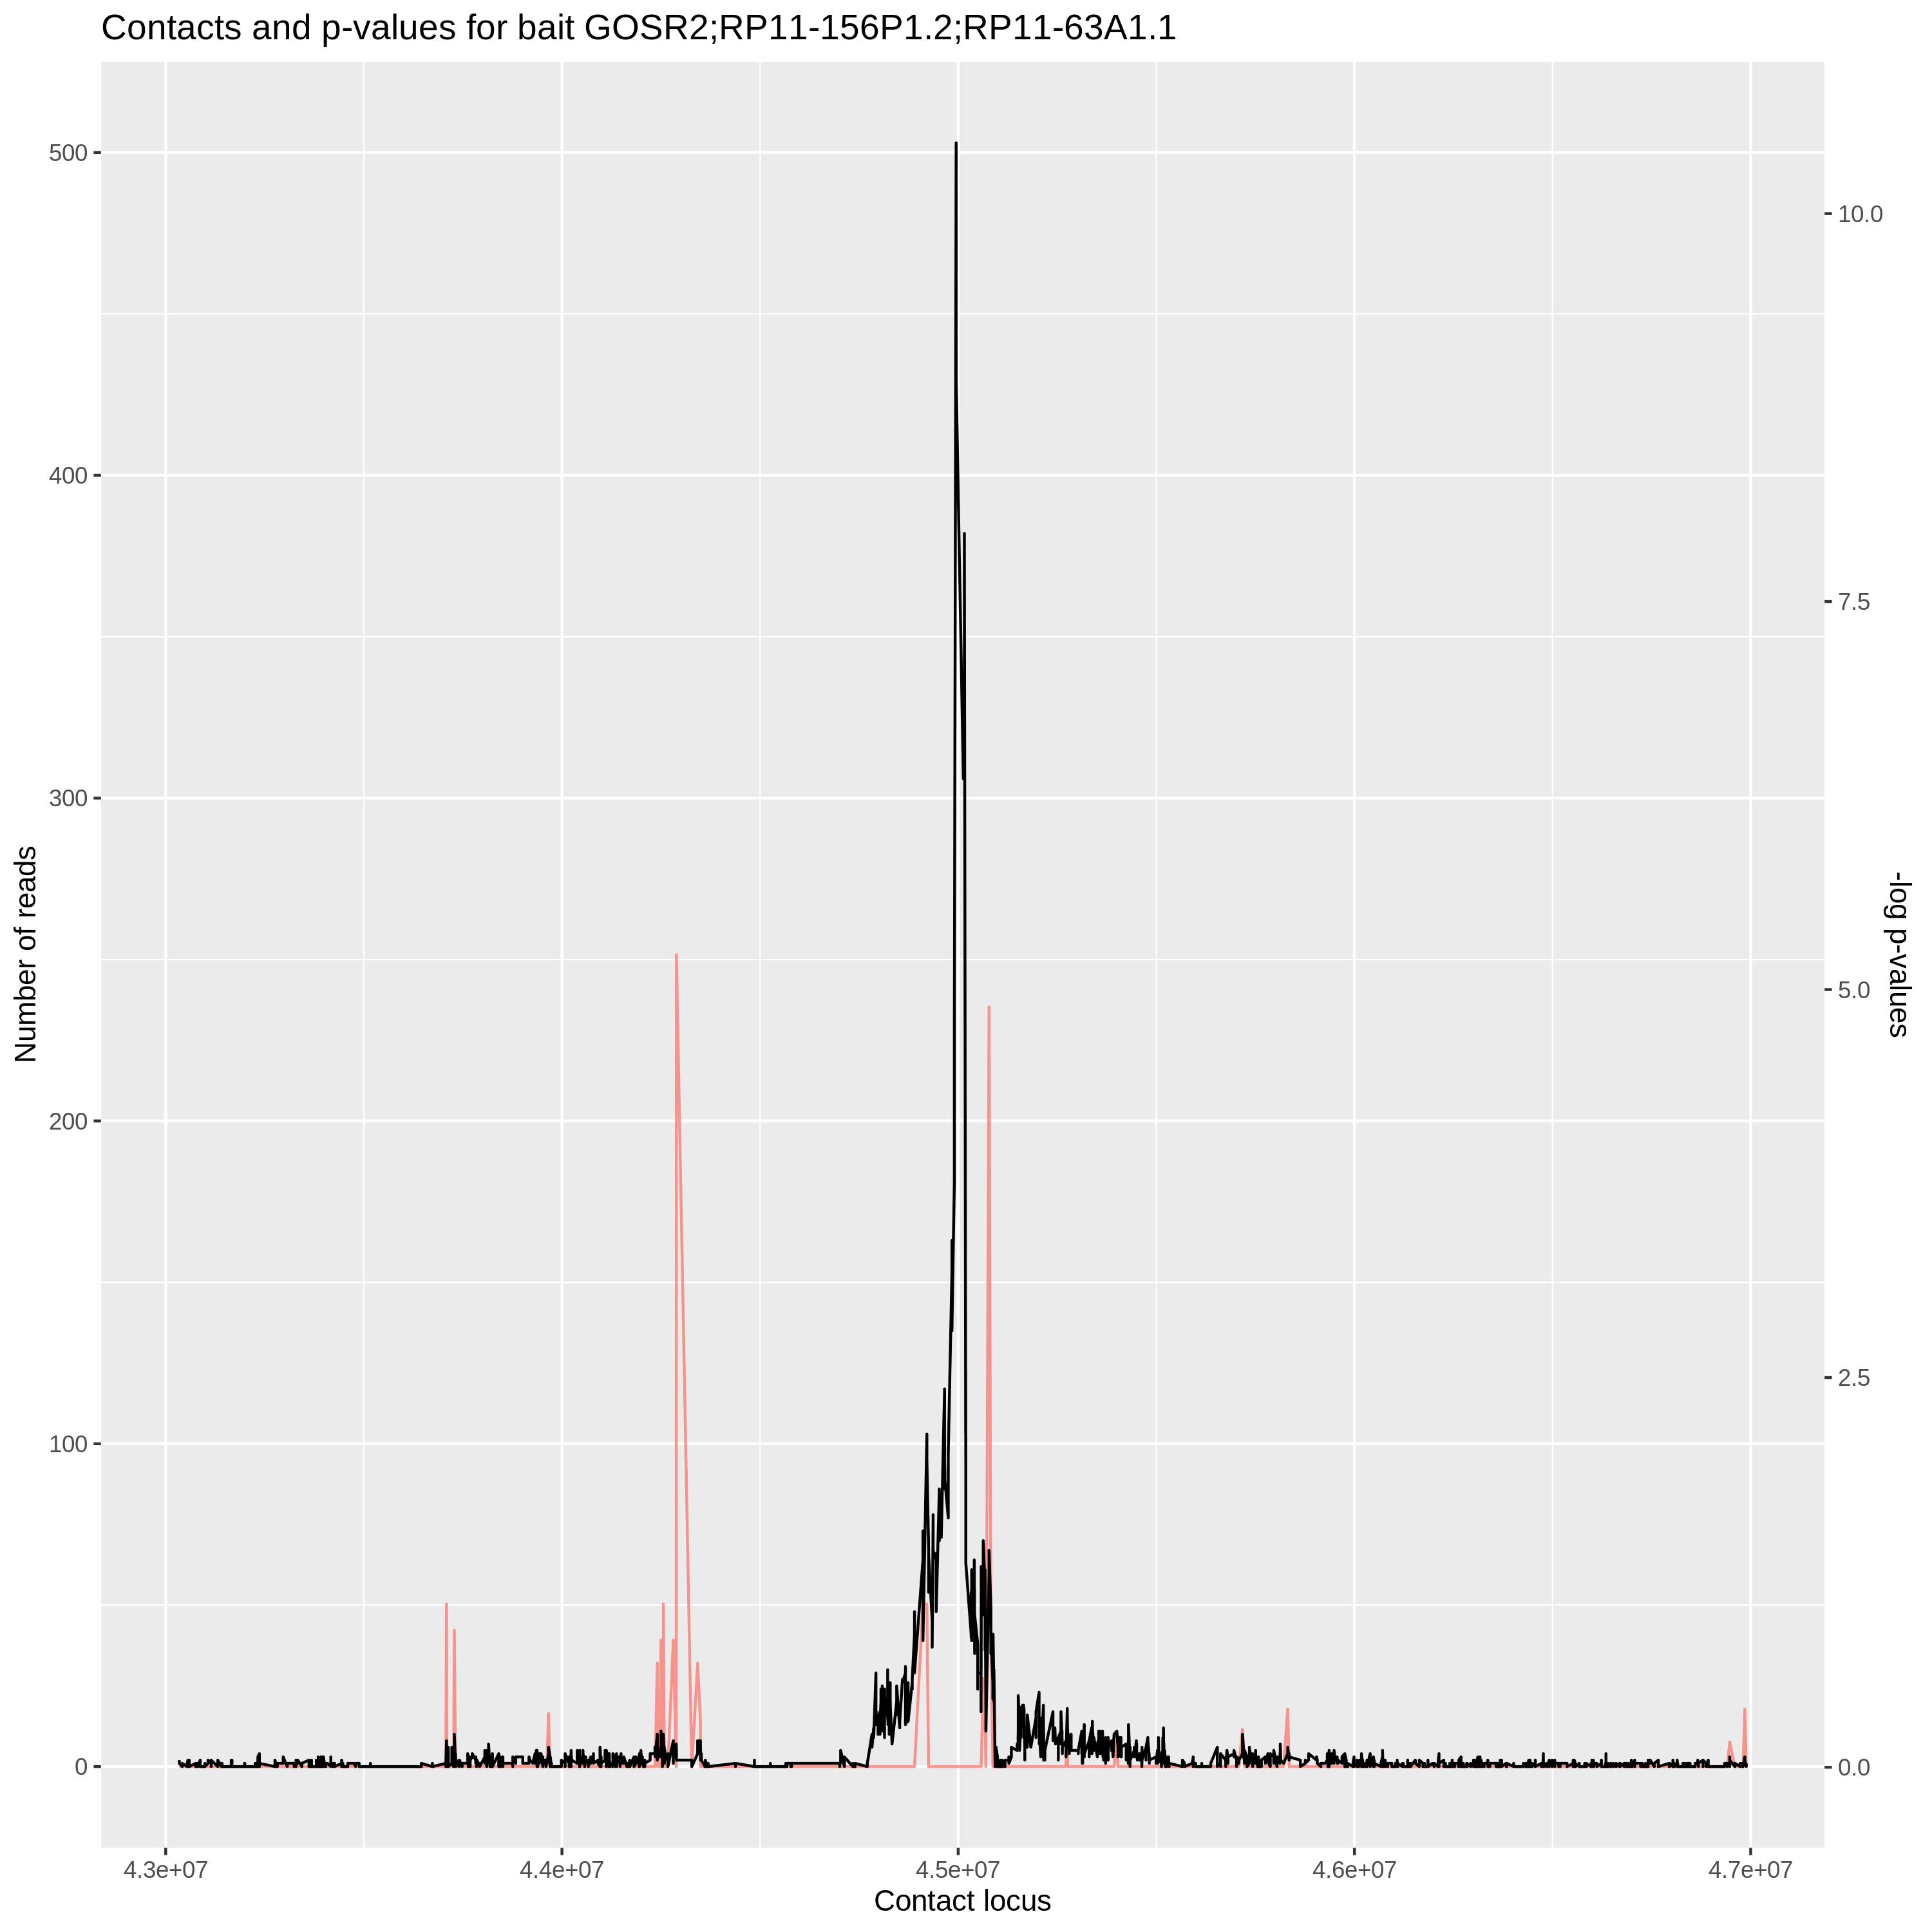 Contacts and p-values for bait GOSR2;RP11-156P1.2;RP11-63A1.1
500
400
300
200
100
0
Number of reads
10.0
7.5
5.0
2.5
0.0
-log p-values
4.3e+07
4.4e+07
4.5e+07
4.6e+07
4.7e+07
Contact locus